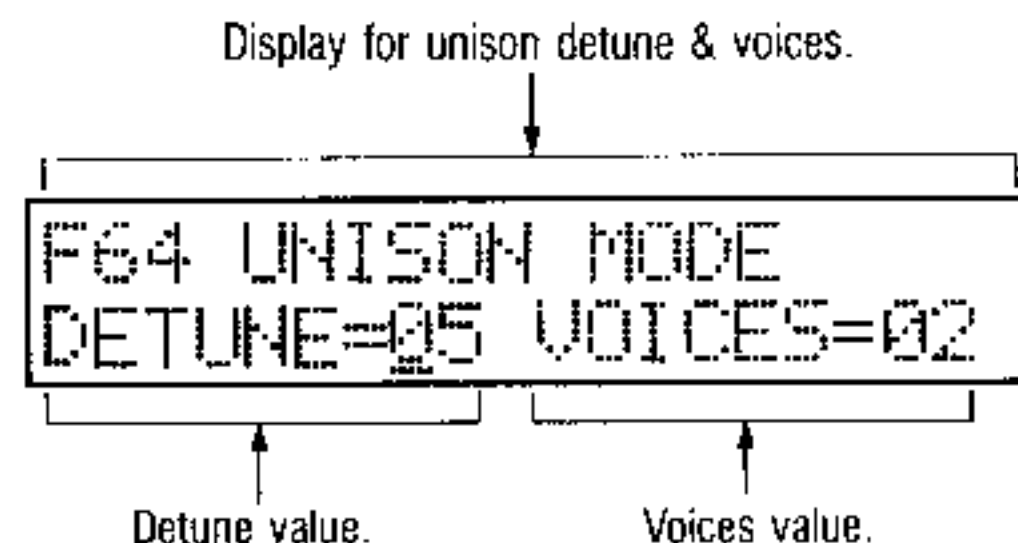 Display for unison detune & voices.
F64 UNISON MODE
DETUNE=05 VOICES=02
Detune value. Voices value.